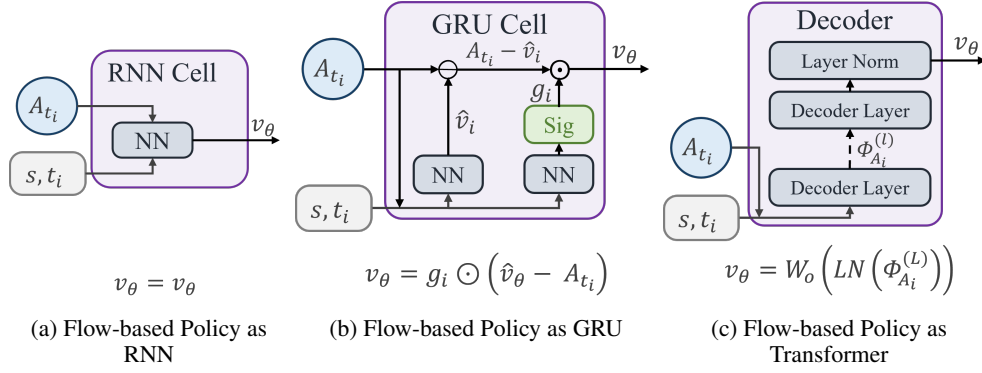 RNN Cell
A_{t_i}
NN
v_θ
s, t_i
v_θ = v_θ
(a) Flow-based Policy as
RNN
GRU Cell
A_{t_i}
A_{t_i} − v̂_i
v_θ
g_i
v̂_i
Sig
NN
NN
s, t_i
v_θ = g_i ⊙ (v̂_θ − A_{t_i})
(b) Flow-based Policy as GRU
Decoder
v_θ
Layer Norm
Decoder Layer
Φ_{A_i}^{(l)}
A_{t_i}
Decoder Layer
s, t_i
v_θ = W_o (LN (Φ_{A_i}^{(L)}))
(c) Flow-based Policy as
Transformer